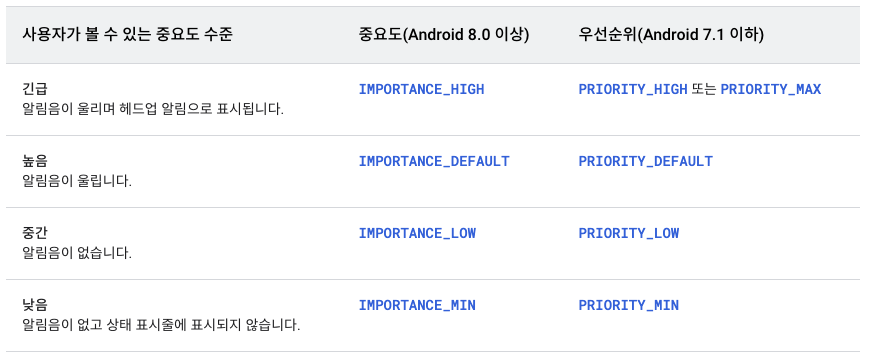 사용자가 볼 수 있는 중요도 수준 중요도(Android 8.0 이상) 우선순위(Android 7.1 이하)
긴급 IMPORTANCE_HIGH PRIORITY_HIGH 또는 PRIORITY_MAX
알림음이 울리며 헤드업 알림으로 표시됩니다.
높음 IMPORTANCE_DEFAULT PRIORITY_DEFAULT
알림음이 울립니다.
중간 IMPORTANCE_LOW PRIORITY_LOW
알림음이 없습니다.
낮음 IMPORTANCE_MIN PRIORITY_MIN
알림음이 없고 상태 표시줄에 표시되지 않습니다.